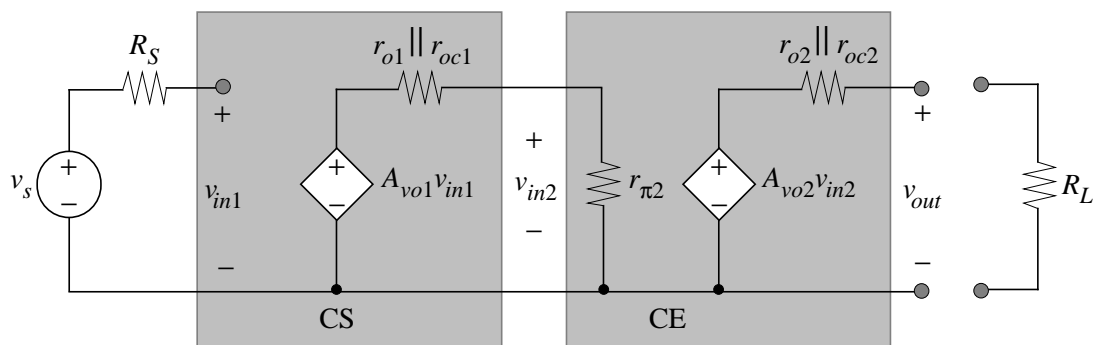 R_S
r_o1 || r_oc1
r_o2 || r_oc2
+
+
+
v_s
+
−
v_in1
+
−
A_vo1 v_in1
v_in2
r_π2
+
−
A_vo2 v_in2
v_out
R_L
−
−
−
CS
CE